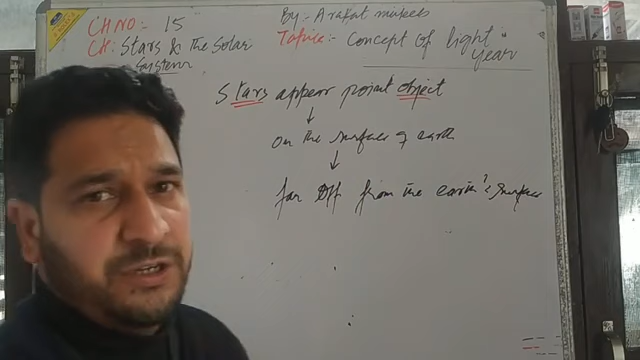 CH NO:- 15
By:- Arafat
CH: Stars & The Solar System
Topic:- Concept of light year
Stars appear point object
↓
on the surface of earth
↓
far off from the earth's surface